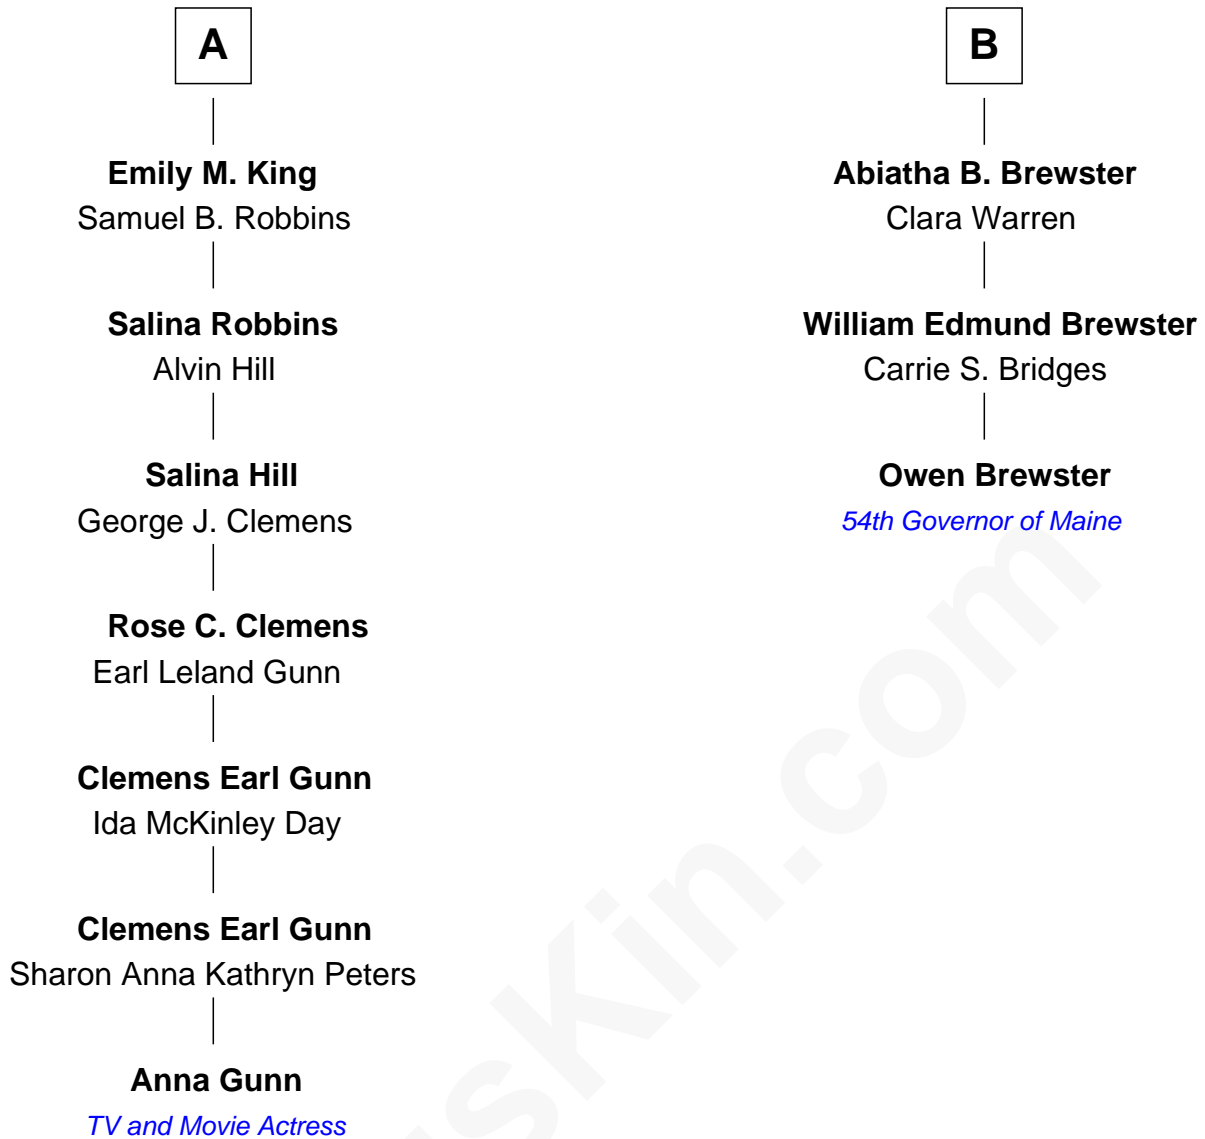 A
Emily M. King
Samuel B. Robbins
Salina Robbins
Alvin Hill
Salina Hill
George J. Clemens
Rose C. Clemens
Earl Leland Gunn
Clemens Earl Gunn
Ida McKinley Day
Clemens Earl Gunn
Sharon Anna Kathryn Peters
Anna Gunn
TV and Movie Actress
B
Abiatha B. Brewster
Clara Warren
William Edmund Brewster
Carrie S. Bridges
Owen Brewster
54th Governor of Maine
sKin.com